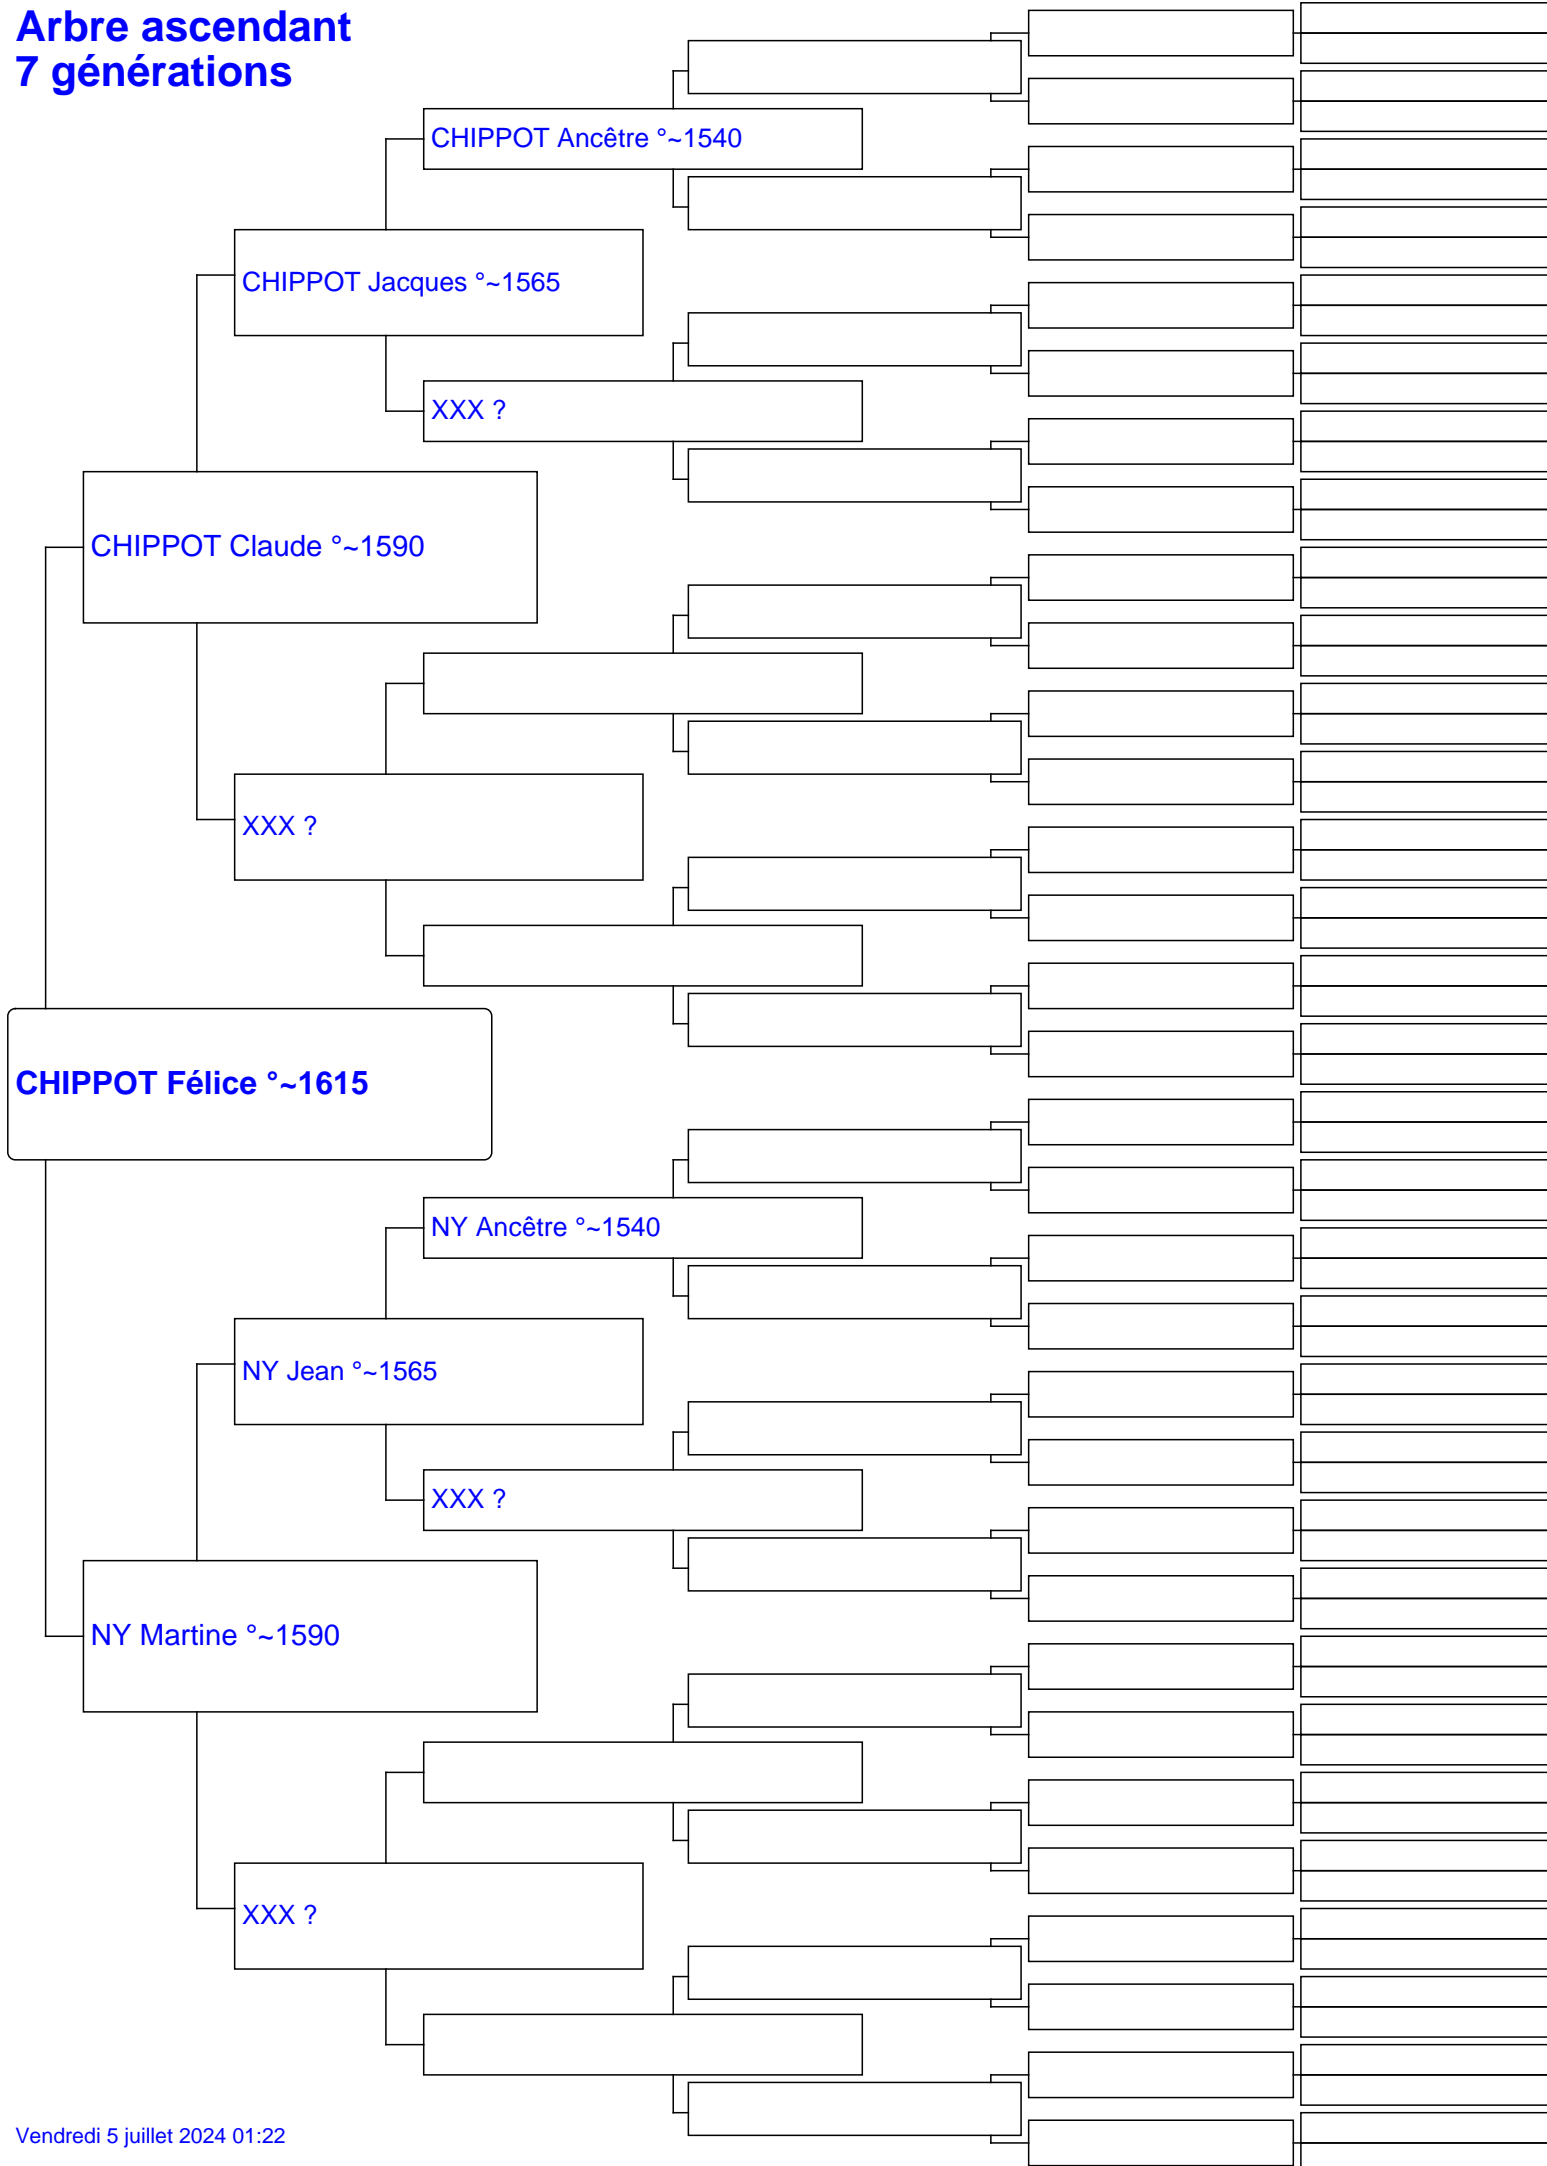 Arbre ascendant
7 générations
CHIPPOT Ancêtre °~1540
CHIPPOT Jacques °~1565
XXX ?
CHIPPOT Claude °~1590
XXX ?
CHIPPOT Félice °~1615
NY Ancêtre °~1540
NY Jean °~1565
XXX ?
NY Martine °~1590
XXX ?
Vendredi 5 juillet 2024 01:22